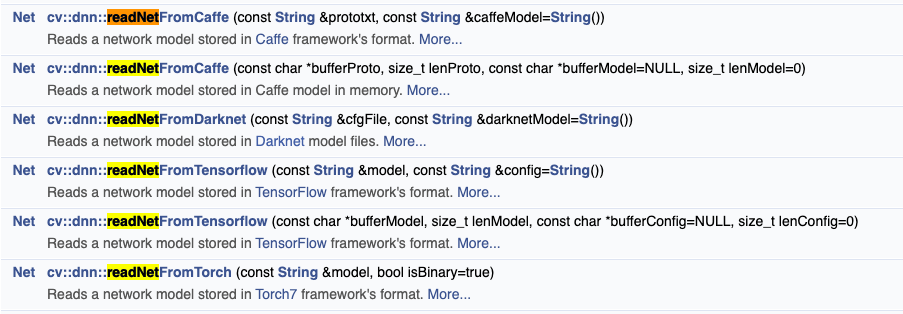 Net cv::dnn::readNetFromCaffe (const String &prototxt, const String &caffeModel=String())
Reads a network model stored in Caffe framework's format. More...
Net cv::dnn::readNetFromCaffe (const char *bufferProto, size_t lenProto, const char *bufferModel=NULL, size_t lenModel=0)
Reads a network model stored in Caffe model in memory. More...
Net cv::dnn::readNetFromDarknet (const String &cfgFile, const String &darknetModel=String())
Reads a network model stored in Darknet model files. More...
Net cv::dnn::readNetFromTensorflow (const String &model, const String &config=String())
Reads a network model stored in TensorFlow framework's format. More...
Net cv::dnn::readNetFromTensorflow (const char *bufferModel, size_t lenModel, const char *bufferConfig=NULL, size_t lenConfig=0)
Reads a network model stored in TensorFlow framework's format. More...
Net cv::dnn::readNetFromTorch (const String &model, bool isBinary=true)
Reads a network model stored in Torch7 framework's format. More...